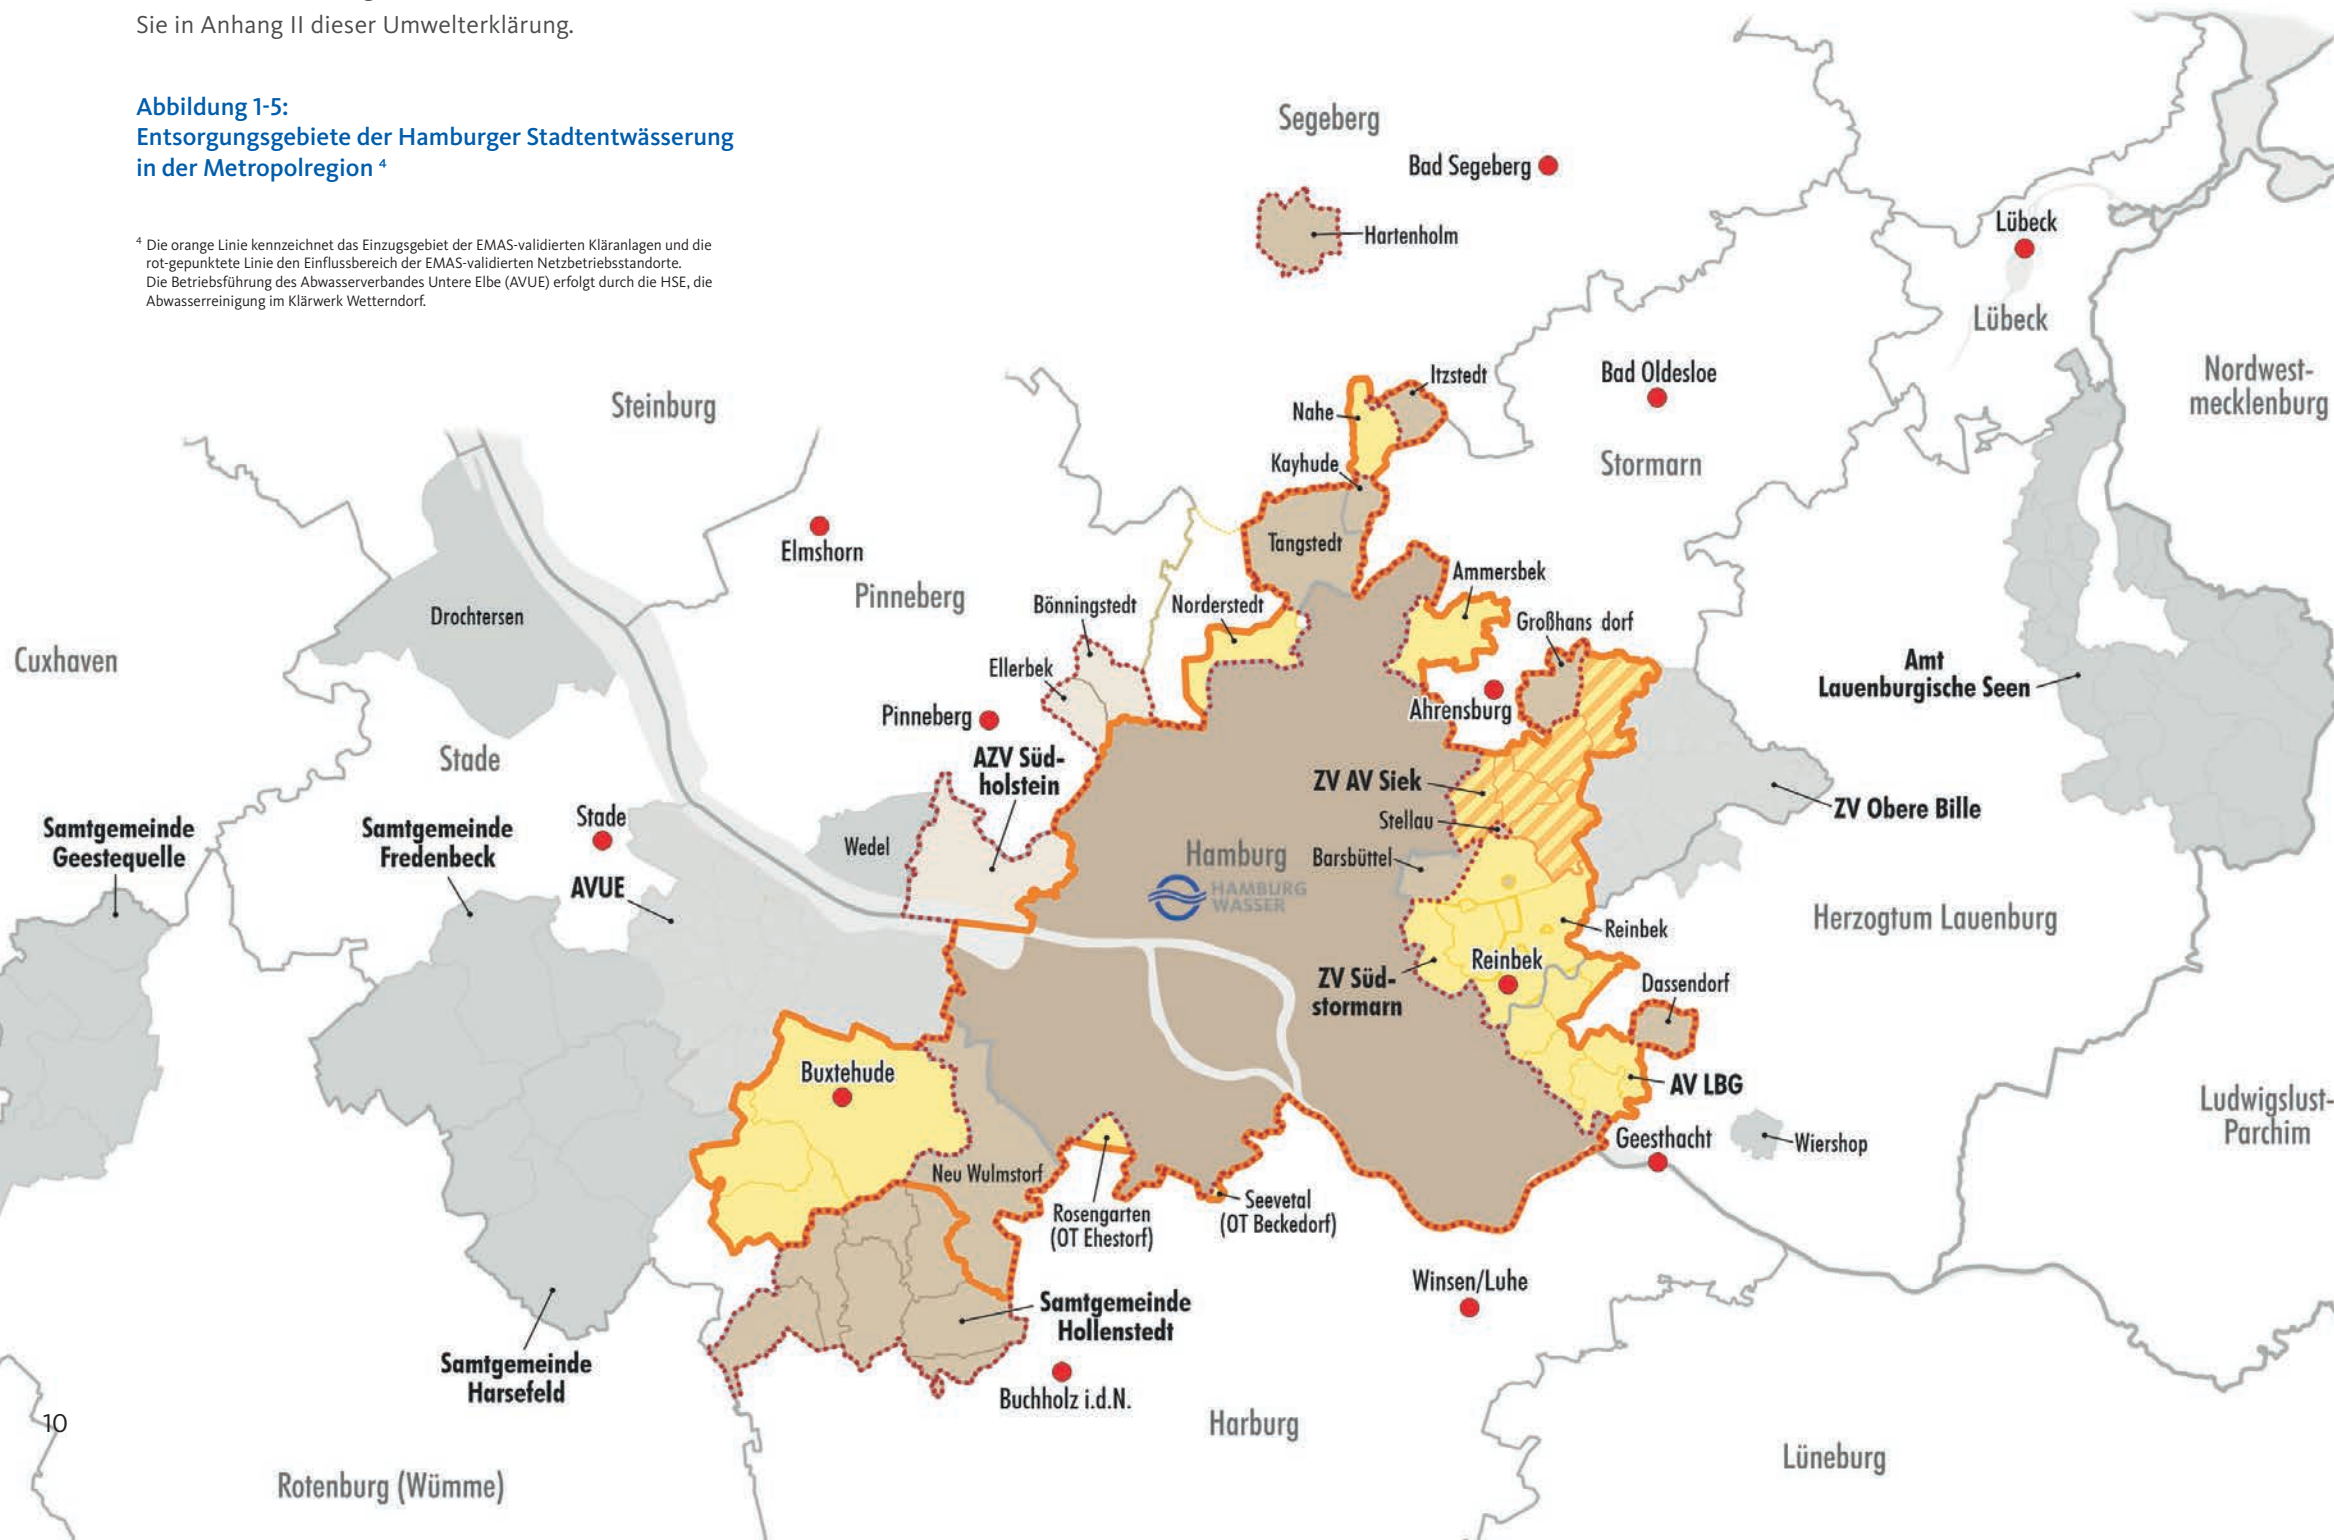 Sie in Anhang II dieser Umwelterklärung.
Abbildung 1-5:
Entsorgungsgebiete der Hamburger Stadtentwässerung
in der Metropolregion ⁴
⁴ Die orange Linie kennzeichnet das Einzugsgebiet der EMAS-validierten Kläranlagen und die
rot-gepunktete Linie den Einflussbereich der EMAS-validierten Netzbetriebsstandorte.
Die Betriebsführung des Abwasserverbandes Untere Elbe (AVUE) erfolgt durch die HSE, die
Abwasserreinigung im Klärwerk Wetterndorf.
Segeberg
Bad Segeberg
Hartenholm
Lübeck
Lübeck
Nordwest-
mecklenburg
Steinburg
Itzstedt
Nahe
Bad Oldesloe
Kayhude
Stormarn
Elmshorn
Tangstedt
Ammersbek
Pinneberg
Bönningstedt
Norderstedt
Drochtersen
Großhans dorf
Cuxhaven
Ellerbek
Amt
Lauenburgische Seen
Pinneberg
Ahrensburg
Stade
AZV Süd-
holstein
ZV AV Siek
Stellau
ZV Obere Bille
Samtgemeinde
Geestequelle
Samtgemeinde
Fredenbeck
Stade
Wedel
Hamburg
HAMBURG
WASSER
Barsbüttel
AVUE
Reinbek
Herzogtum Lauenburg
Reinbek
ZV Süd-
stormarn
Dassendorf
Buxtehude
AV LBG
Ludwigslust-
Parchim
Geesthacht
Wiershop
Neu Wulmstorf
Rosengarten
(OT Ehestorf)
Seevetal
(OT Beckedorf)
Winsen/Luhe
Samtgemeinde
Hollenstedt
Samtgemeinde
Harsefeld
Buchholz i.d.N.
10
Harburg
Lüneburg
Rotenburg (Wümme)